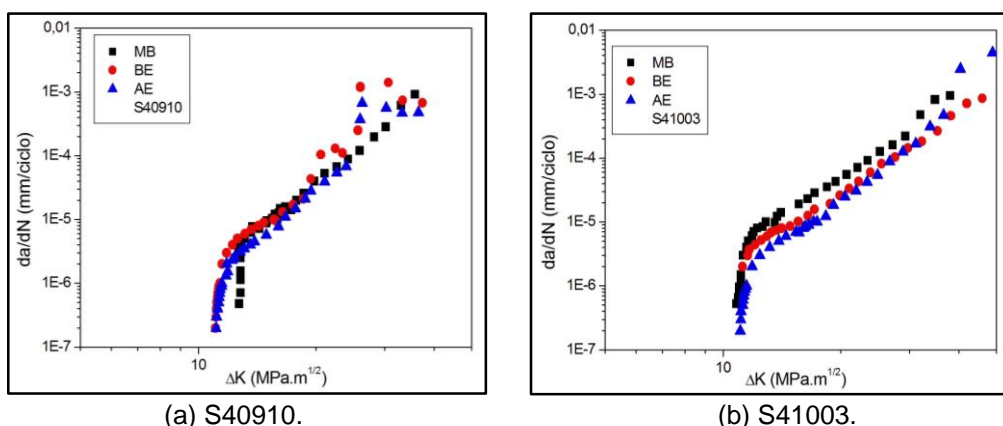 0,01
MB
BE
AE
S40910
1E-3
1E-4
1E-5
1E-6
1E-7
da/dN (mm/ciclo)
10
ΔK (MPa.m^1/2)
(a) S40910.
0,01
MB
BE
AE
S41003
1E-3
1E-4
1E-5
1E-6
1E-7
da/dN (mm/ciclo)
10
ΔK (MPa.m^1/2)
(b) S41003.